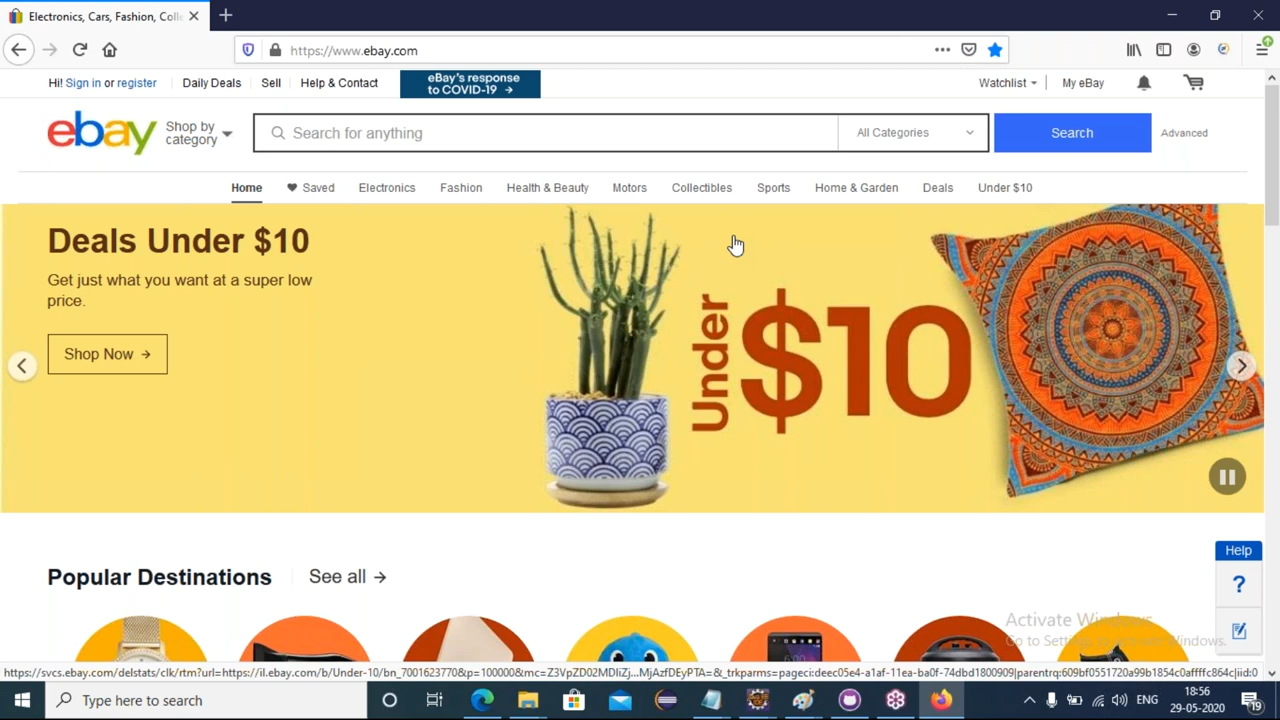 Electronics, Cars, Fashion, Colle
https://www.ebay.com
Hi! Sign in or register
Daily Deals
Sell
Help & Contact
eBay's response
to COVID-19 →
Watchlist
My eBay
ebay
Shop by
category
Search for anything
All Categories
Search
Advanced
Home
Saved
Electronics
Fashion
Health & Beauty
Motors
Collectibles
Sports
Home & Garden
Deals
Under $10
Deals Under $10
Get just what you want at a super low
price.
Shop Now →
Under
$10
Popular Destinations
See all →
Help
?
Activate Windows
Go to Settings to activate Windows.
https://svcs.ebay.com/delstats/clk/rtm?url=https://il.ebay.com/b/Under-10/bn_7001623770&p=100000&mc=Z3VpZD02MDliZj...MjAzfDEyPTA=&_trkparms=pageci:deec05e4-a1af-11ea-ba0f-74dbd1800909|parentrq:609bf0551720a99b1854c0affffc864c|iid:0
Type here to search
ENG
18:56
29-05-2020
19